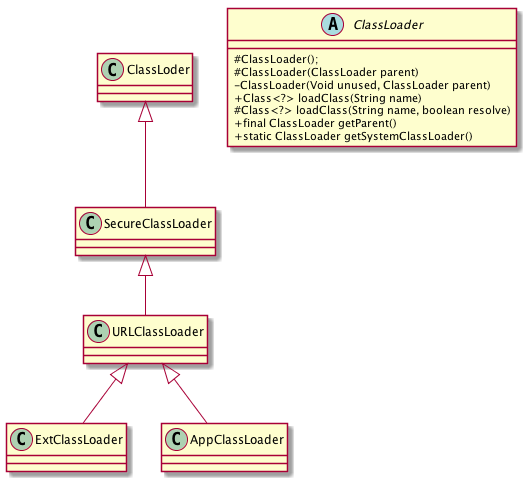 C ClassLoder
A ClassLoader
#ClassLoader();
#ClassLoader(ClassLoader parent)
-ClassLoader(Void unused, ClassLoader parent)
+Class<?> loadClass(String name)
#Class<?> loadClass(String name, boolean resolve)
+final ClassLoader getParent()
+static ClassLoader getSystemClassLoader()
C SecureClassLoader
C URLClassLoader
C ExtClassLoader
C AppClassLoader